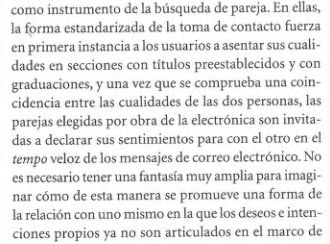 como instrumento de la búsqueda de pareja. En ellas,
la forma estandarizada de la toma de contacto fuerza
en primera instancia a los usuarios a asentar sus cuali-
dades en secciones con títulos preestablecidos y con
graduaciones, y una vez que se comprueba una coin-
cidencia entre las cualidades de las dos personas, las
parejas elegidas por obra de la electrónica son invita-
das a declarar sus sentimientos para con el otro en el
tempo veloz de los mensajes de correo electrónico. No
es necesario tener una fantasía muy amplia para imagi-
nar cómo de esta manera se promueve una forma de
la relación con uno mismo en la que los deseos e inten-
ciones propios ya no son articulados en el marco de